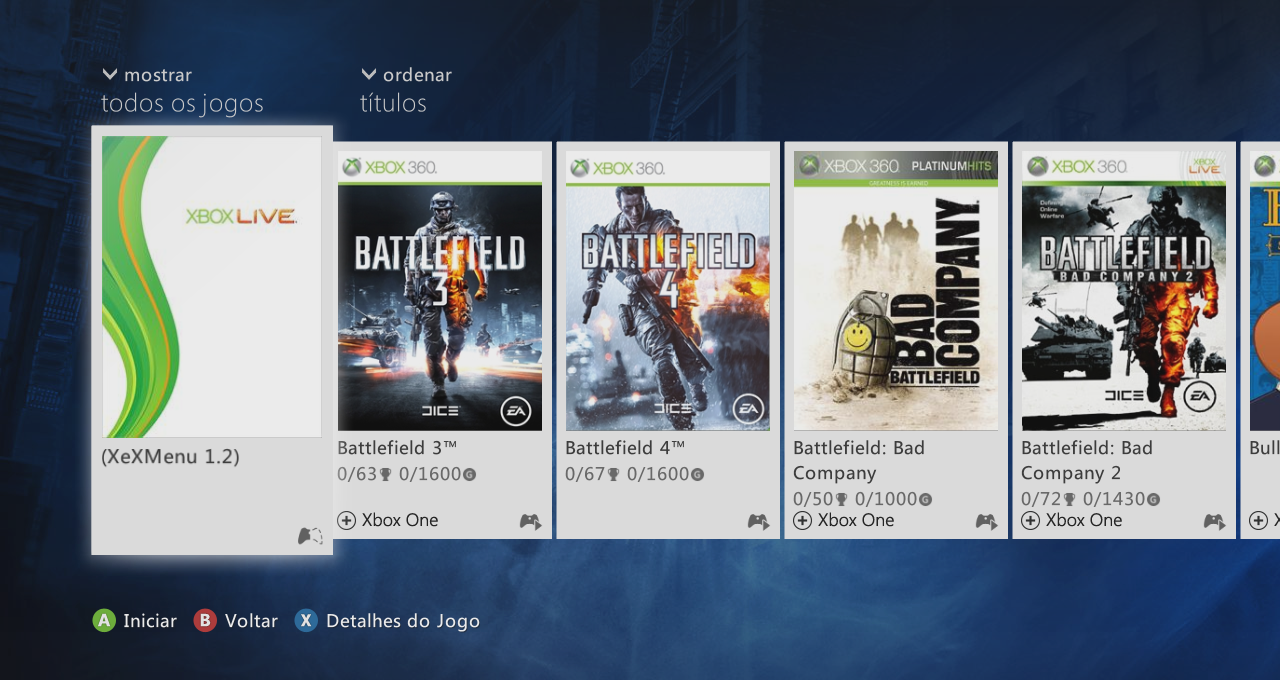 mostrar
ordenar
todos os jogos
títulos
XBOX LIVE
(XeXMenu 1.2)
XBOX 360
BATTLEFIELD
3
DICE
EA
Battlefield 3™
0/63 0/1600 G
+ Xbox One
XBOX 360
BATTLEFIELD
4
DICE
EA
Battlefield 4™
0/67 0/1600 G
XBOX 360 PLATINUM HITS
GREATNESS IS EARNED
BAD
COMPANY
BATTLEFIELD
Battlefield: Bad
Company
0/50 0/1000 G
+ Xbox One
XBOX 360
XBOX
LIVE
Defining
Online
Warfare
BATTLEFIELD
BAD COMPANY 2
DICE
EA
Battlefield: Bad
Company 2
0/72 0/1430 G
+ Xbox One
Bull
A Iniciar B Voltar X Detalhes do Jogo